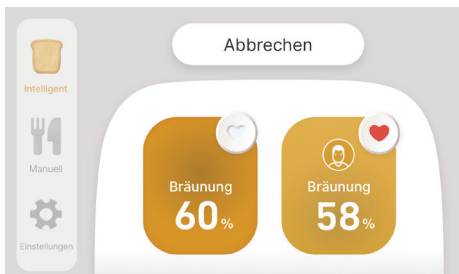 Abbrechen
Intelligent
Manuell
Einstellungen
Bräunung
60%
Bräunung
58%